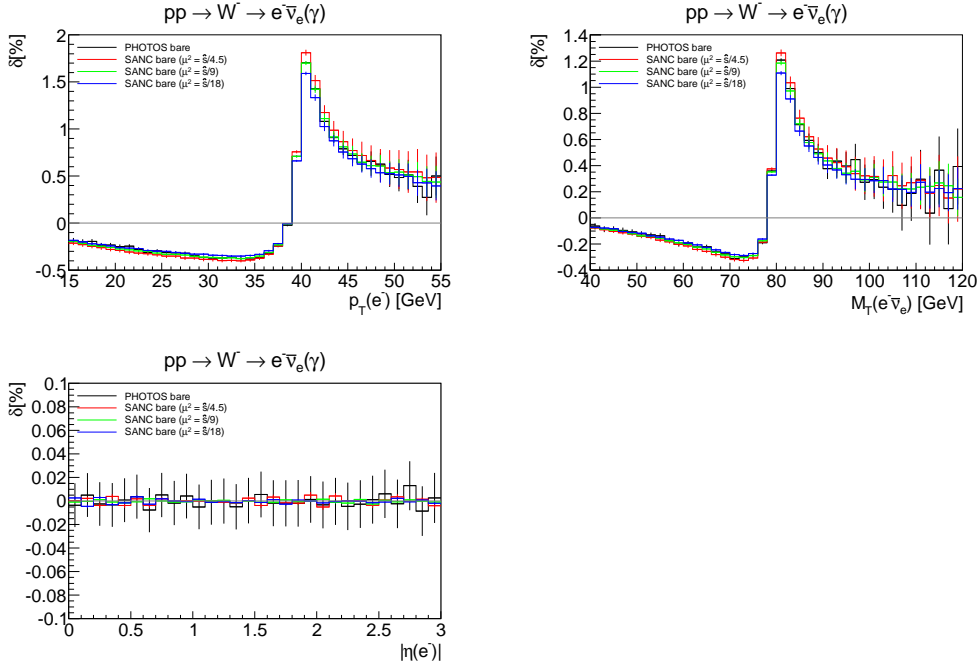 pp → W⁻ → e⁻ν̅ₑ(γ)
δ[%]
PHOTOS bare
SANC bare (μ² = ŝ/4.5)
SANC bare (μ² = ŝ/9)
SANC bare (μ² = ŝ/18)
2
1.5
1
0.5
0
-0.5
15 20 25 30 35 40 45 50 55
p_T(e⁻) [GeV]
pp → W⁻ → e⁻ν̅ₑ(γ)
δ[%]
PHOTOS bare
SANC bare (μ² = ŝ/4.5)
SANC bare (μ² = ŝ/9)
SANC bare (μ² = ŝ/18)
1.4
1.2
1
0.8
0.6
0.4
0.2
0
-0.2
-0.4
40 50 60 70 80 90 100 110 120
M_T(e⁻ν̅ₑ) [GeV]
pp → W⁻ → e⁻ν̅ₑ(γ)
δ[%]
PHOTOS bare
SANC bare (μ² = ŝ/4.5)
SANC bare (μ² = ŝ/9)
SANC bare (μ² = ŝ/18)
0.1
0.08
0.06
0.04
0.02
0
-0.02
-0.04
-0.06
-0.08
-0.1
0 0.5 1 1.5 2 2.5 3
|η(e⁻)|